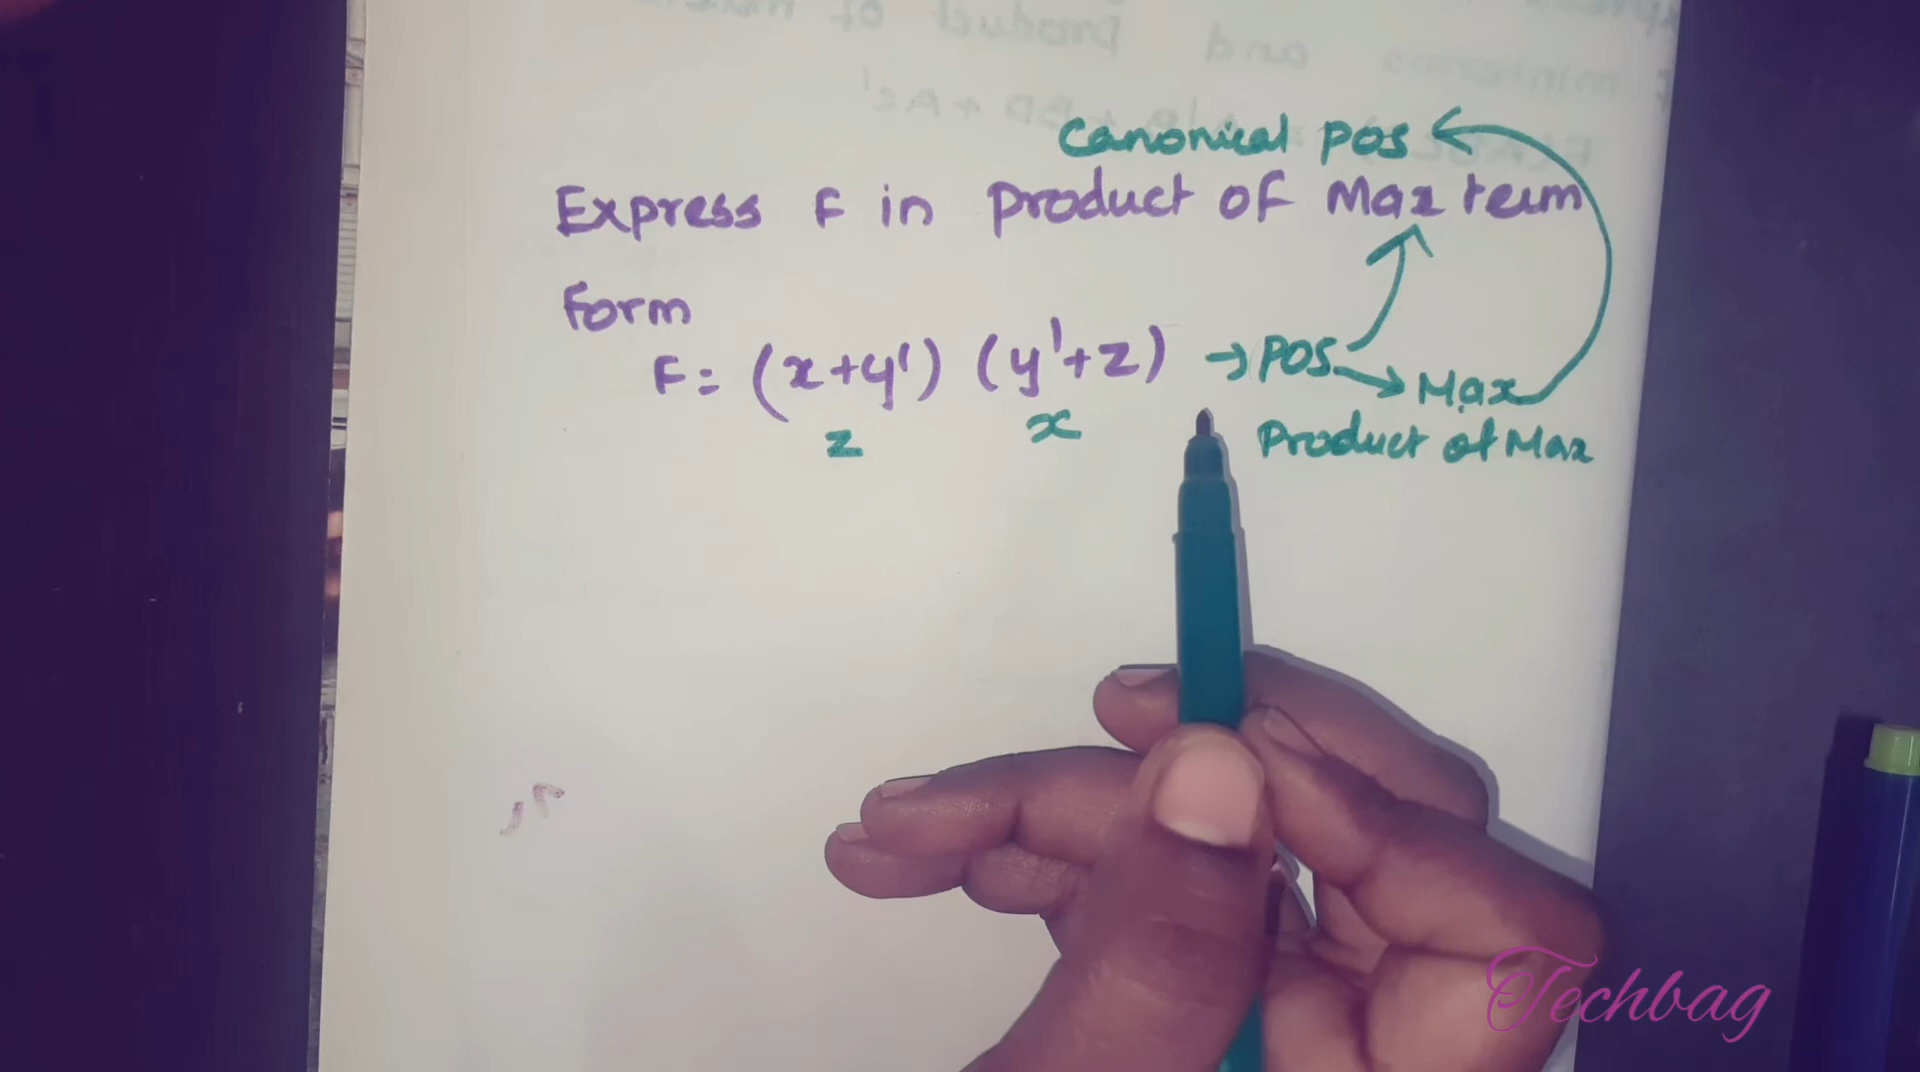 canonical POS
Express F in product of Max term
form
F = (x+y') (y'+z) → POS → Max
z x Product of Max
Techbag